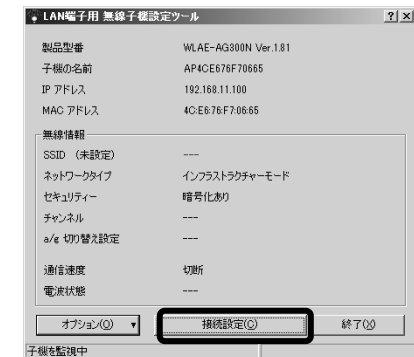 LAN端子用 無線子機設定ツール
製品型番 WLAE-AG300N Ver.1.81
子機の名前 AP4CE676F70665
IP アドレス 192.168.11.100
MAC アドレス 4C:E6:76:F7:06:65
無線情報
SSID （未設定） ---
ネットワークタイプ インフラストラクチャーモード
セキュリティー 暗号化あり
チャンネル ---
a/g 切り替え設定 ---
通信速度 切断
電波状態 ---
オプション(O) ▼ 接続設定(C) 終了(X)
子機を監視中